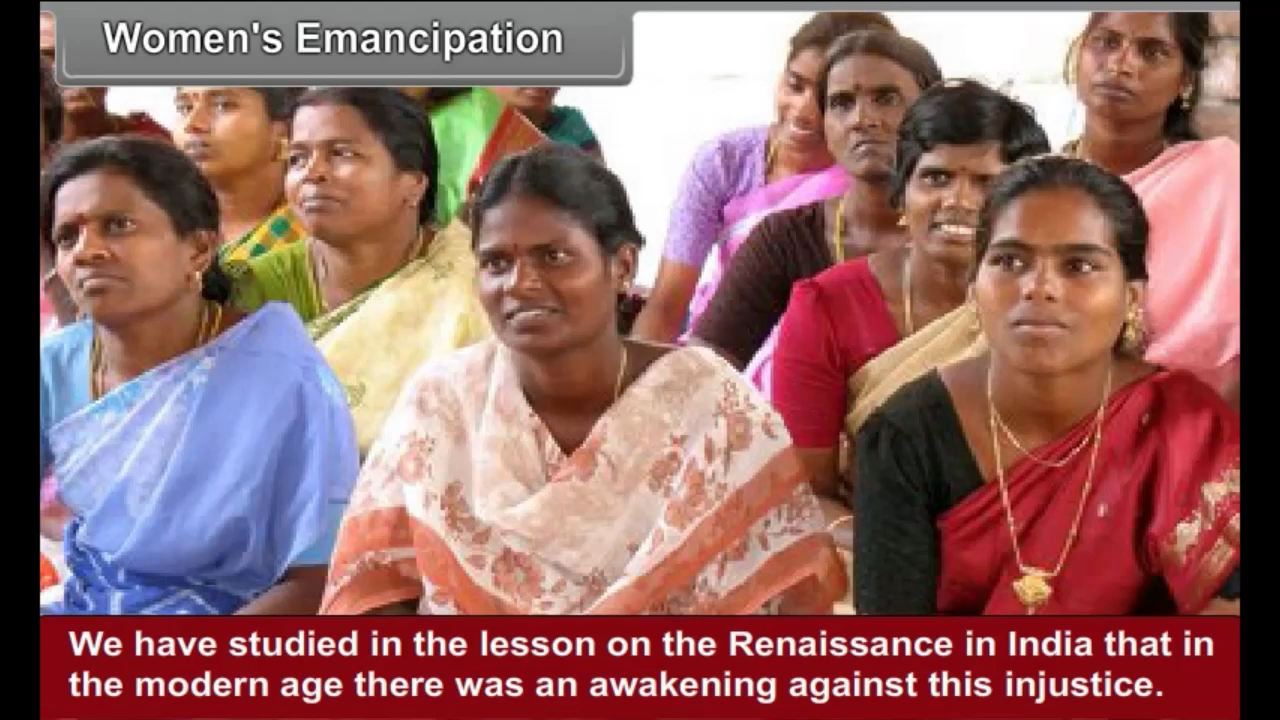 Women's Emancipation
We have studied in the lesson on the Renaissance in India that in
the modern age there was an awakening against this injustice.